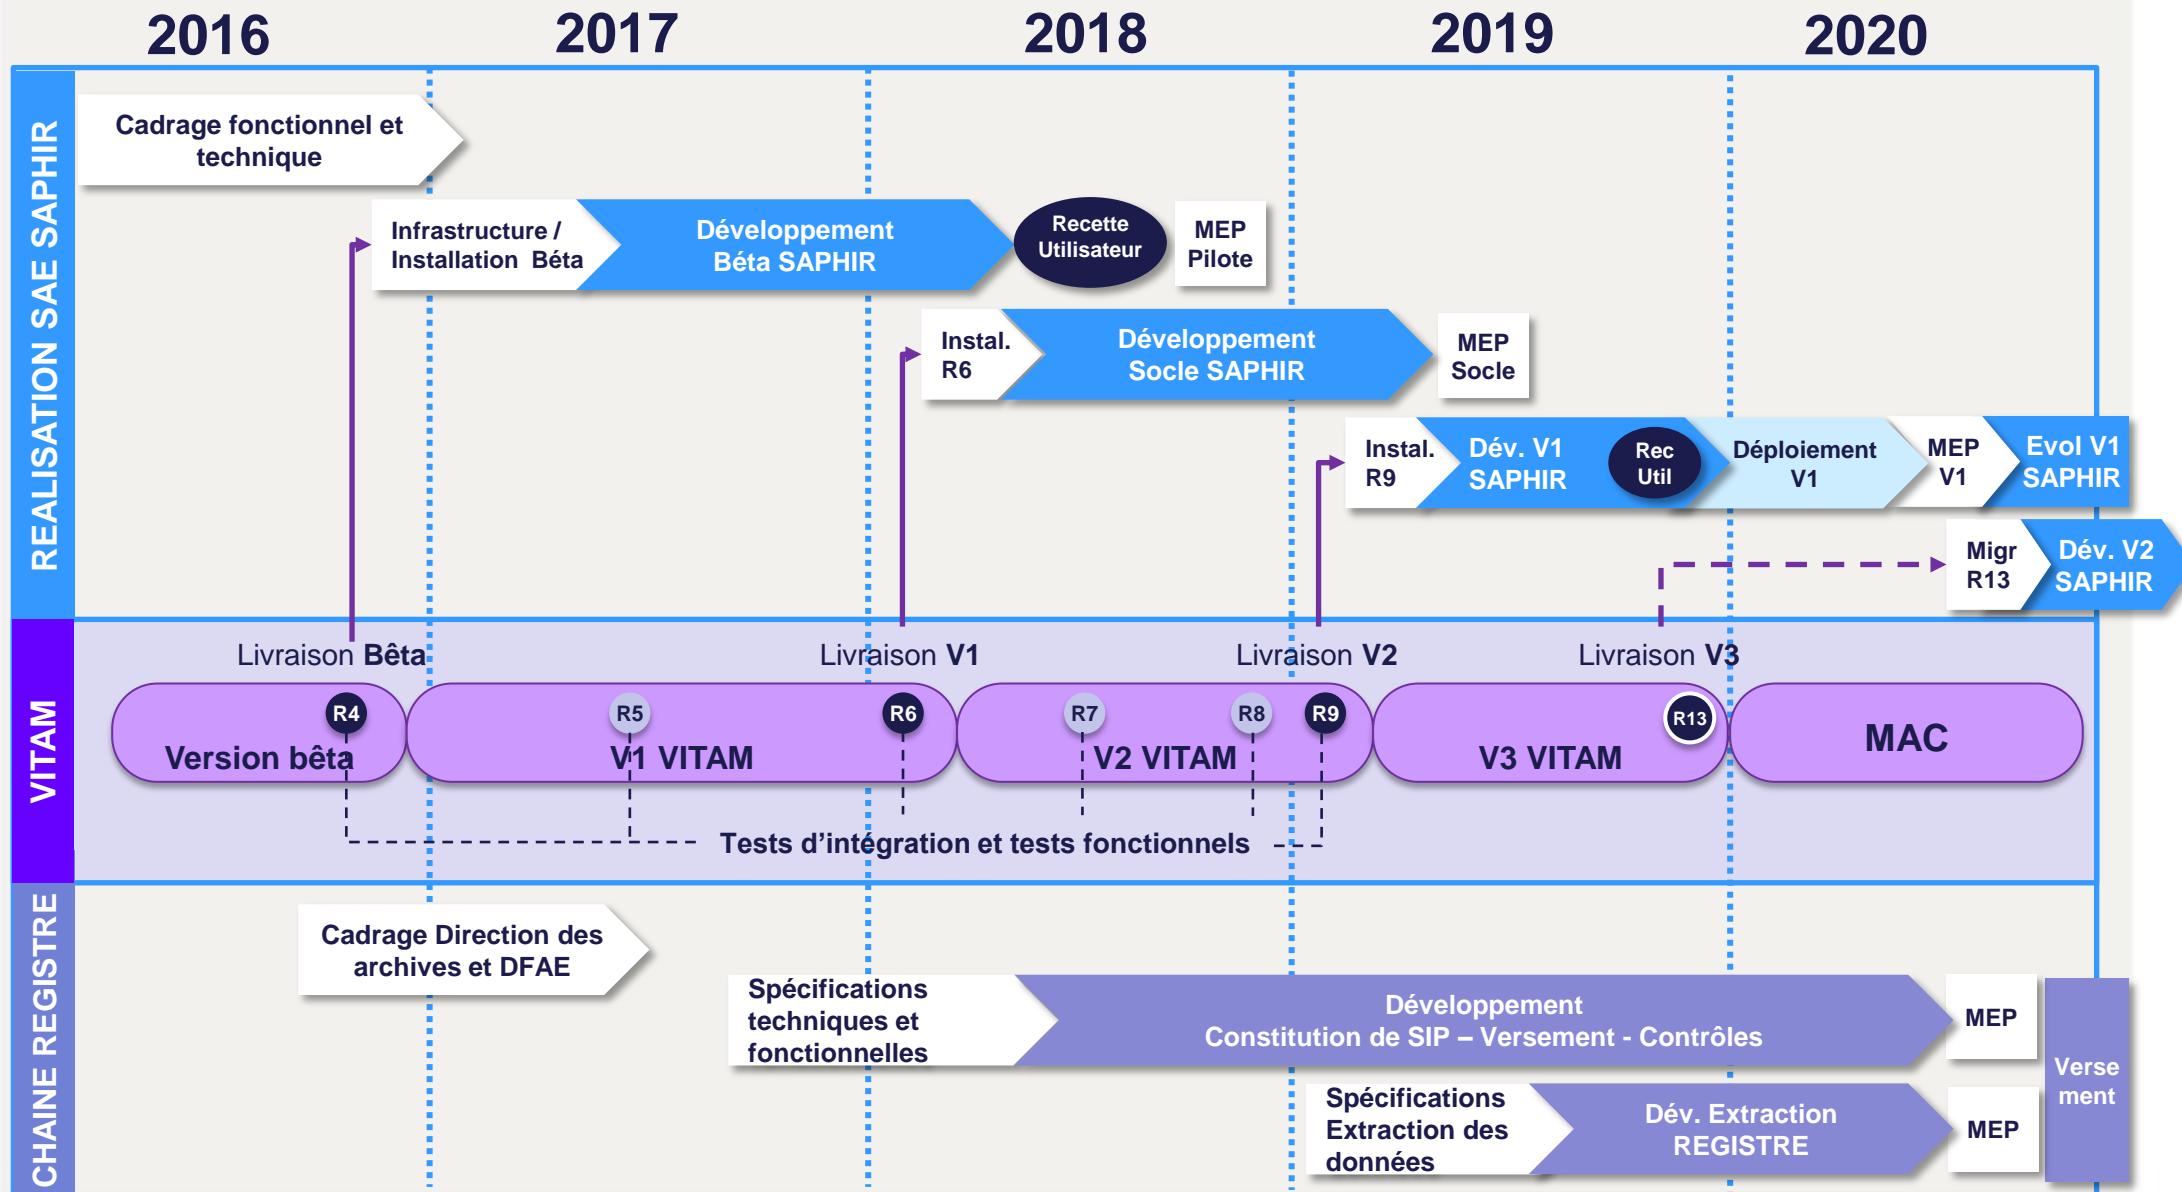 2016
2017
2018
2019
2020
REALISATION SAE SAPHIR
Cadrage fonctionnel et
technique
Infrastructure /
Installation Béta
Développement
Béta SAPHIR
Recette
Utilisateur
MEP
Pilote
Instal.
R6
Développement
Socle SAPHIR
MEP
Socle
Instal.
R9
Dév. V1
SAPHIR
Rec
Util
Déploiement
V1
MEP
V1
Evol V1
SAPHIR
Migr
R13
Dév. V2
SAPHIR
VITAM
Livraison Bêta
Livraison V1
Livraison V2
Livraison V3
R4
R5
R6
R7
R8
R9
R13
Version bêta
V1 VITAM
V2 VITAM
V3 VITAM
MAC
Tests d’intégration et tests fonctionnels
CHAINE REGISTRE
Cadrage Direction des
archives et DFAE
Spécifications
techniques et
fonctionnelles
Développement
Constitution de SIP – Versement - Contrôles
MEP
Verse
ment
Spécifications
Extraction des
données
Dév. Extraction
REGISTRE
MEP